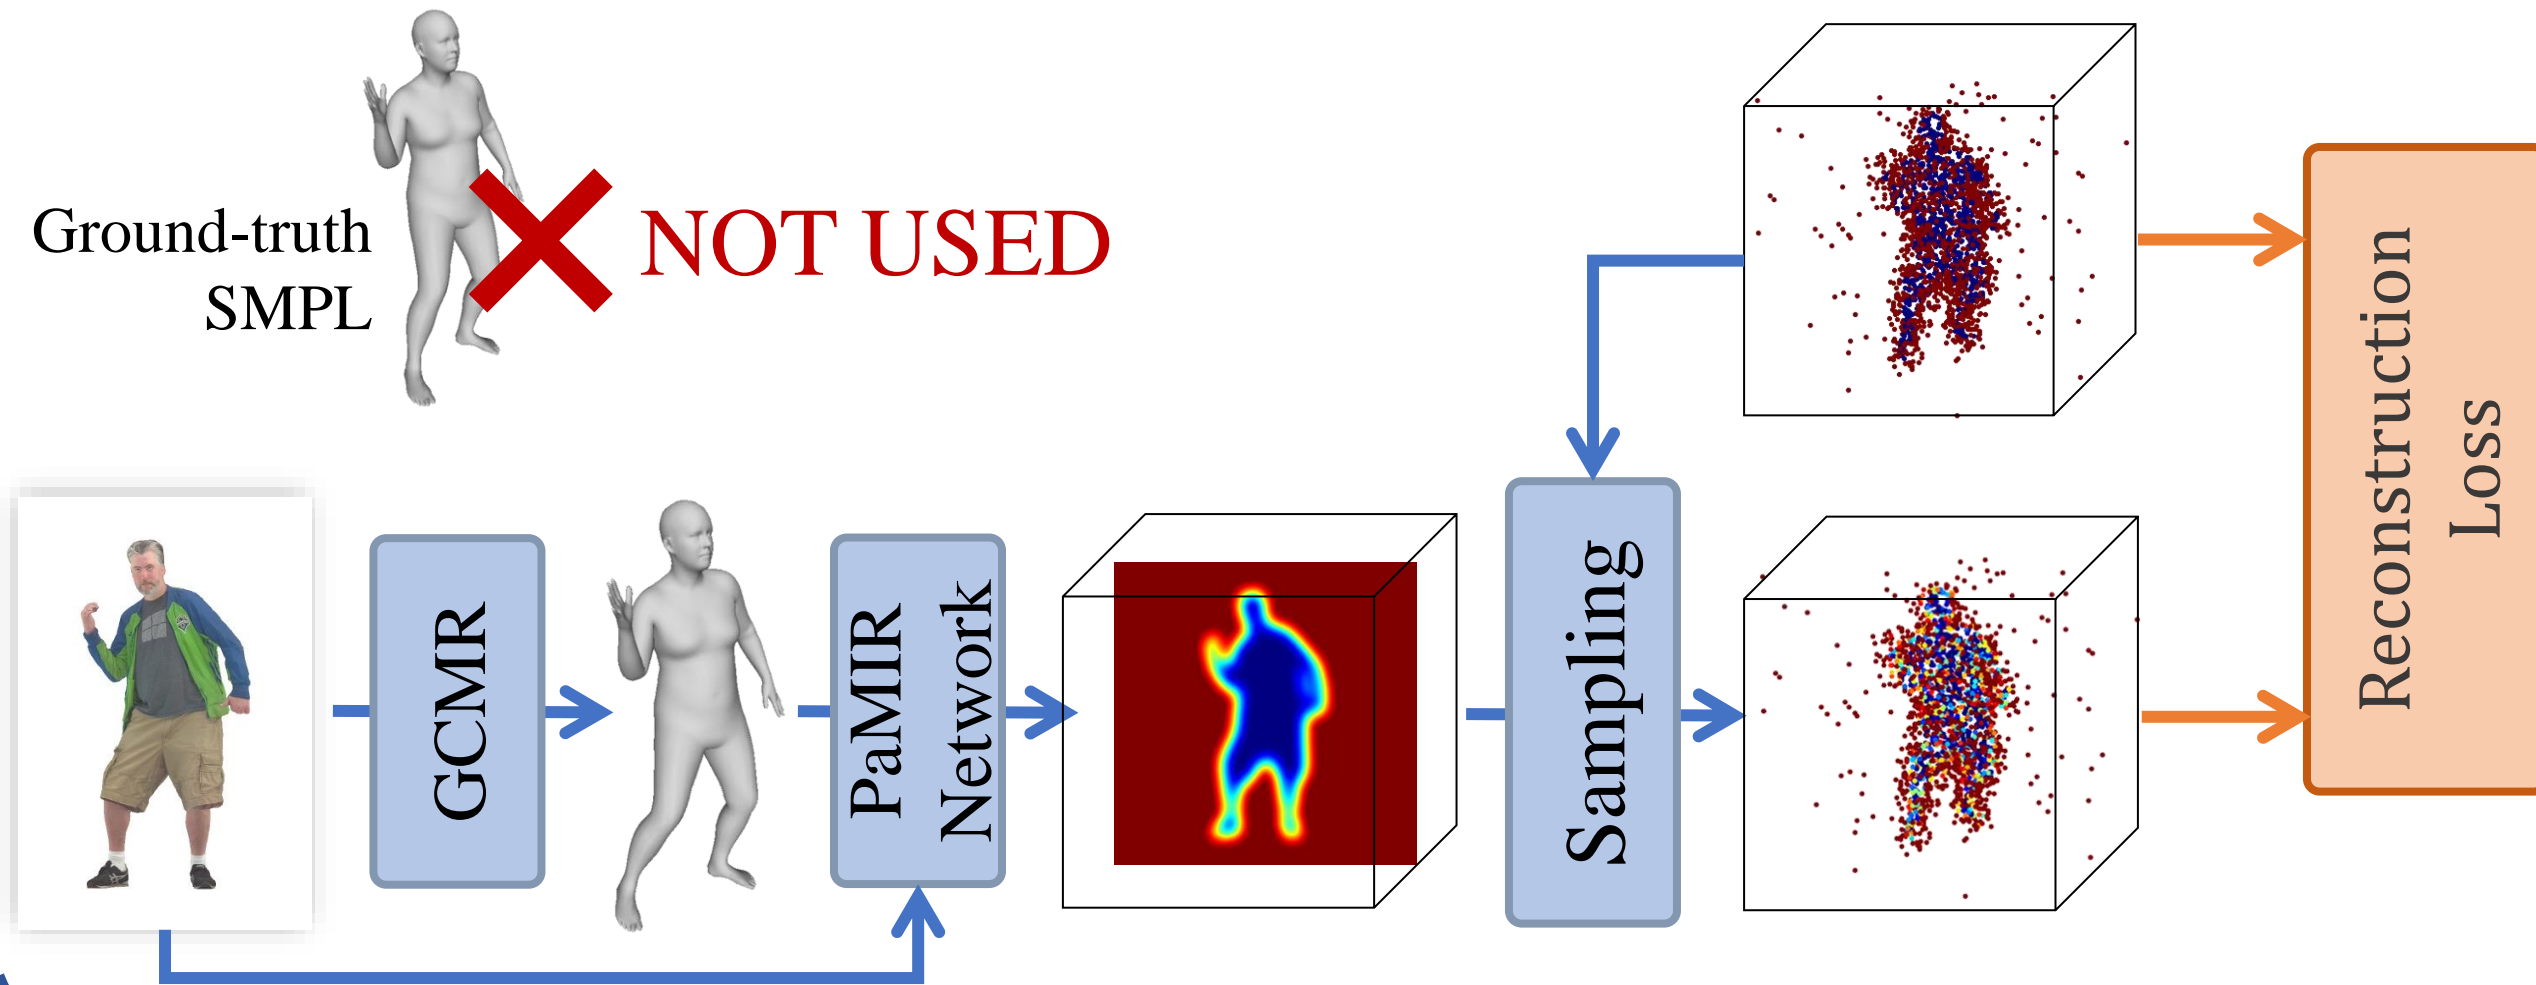 Ground-truth
SMPL
NOT USED
GCMR
PaMIR
Network
Sampling
Reconstruction
Loss